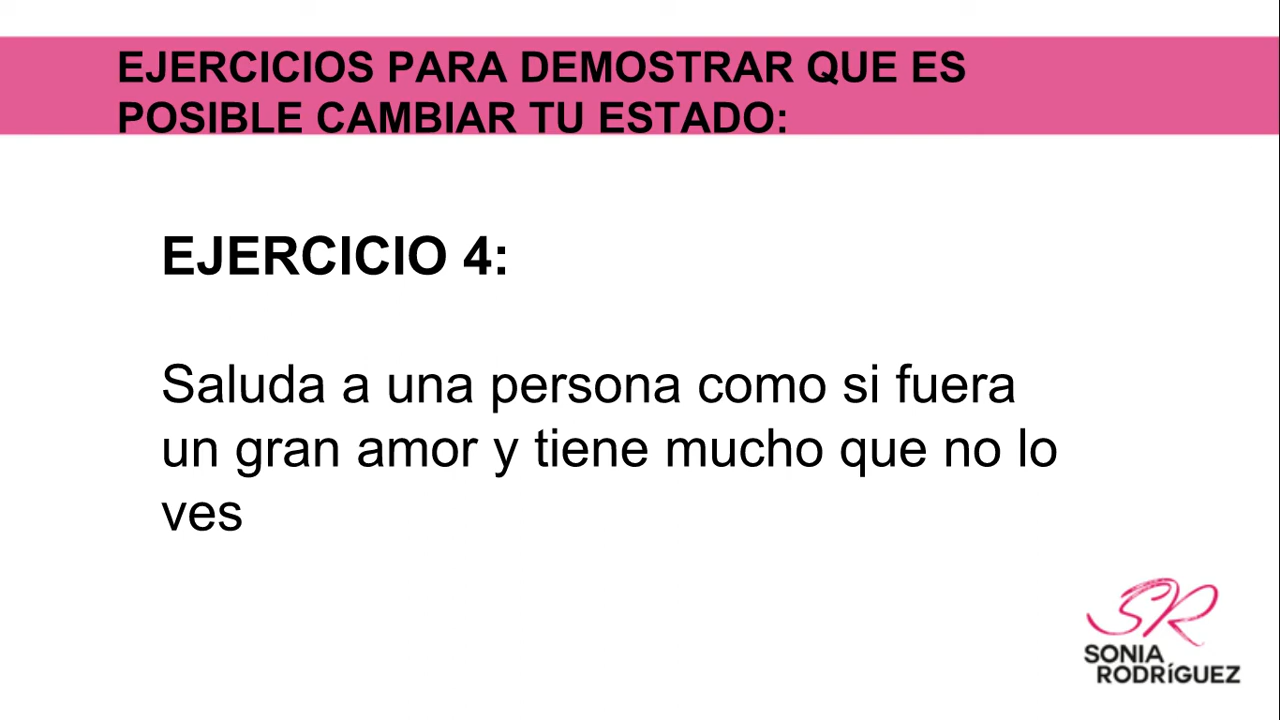 EJERCICIOS PARA DEMOSTRAR QUE ES
POSIBLE CAMBIAR TU ESTADO:
EJERCICIO 4:
Saluda a una persona como si fuera
un gran amor y tiene mucho que no lo
ves
SR
SONIA
RODRÍGUEZ